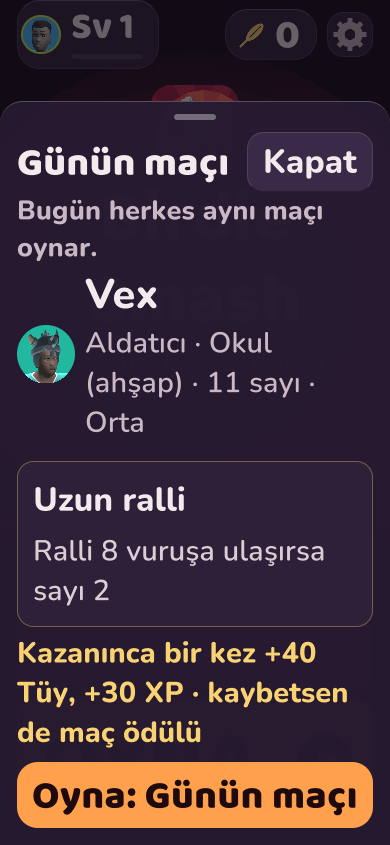 Sv 1
0
Günün maçı
Kapat
Bugün herkes aynı maçı
oynar.
Vex
Aldatıcı · Okul
(ahşap) · 11 sayı ·
Orta
Uzun ralli
Ralli 8 vuruşa ulaşırsa
sayı 2
Kazanınca bir kez +40
Tüy, +30 XP · kaybetsen
de maç ödülü
Oyna: Günün maçı